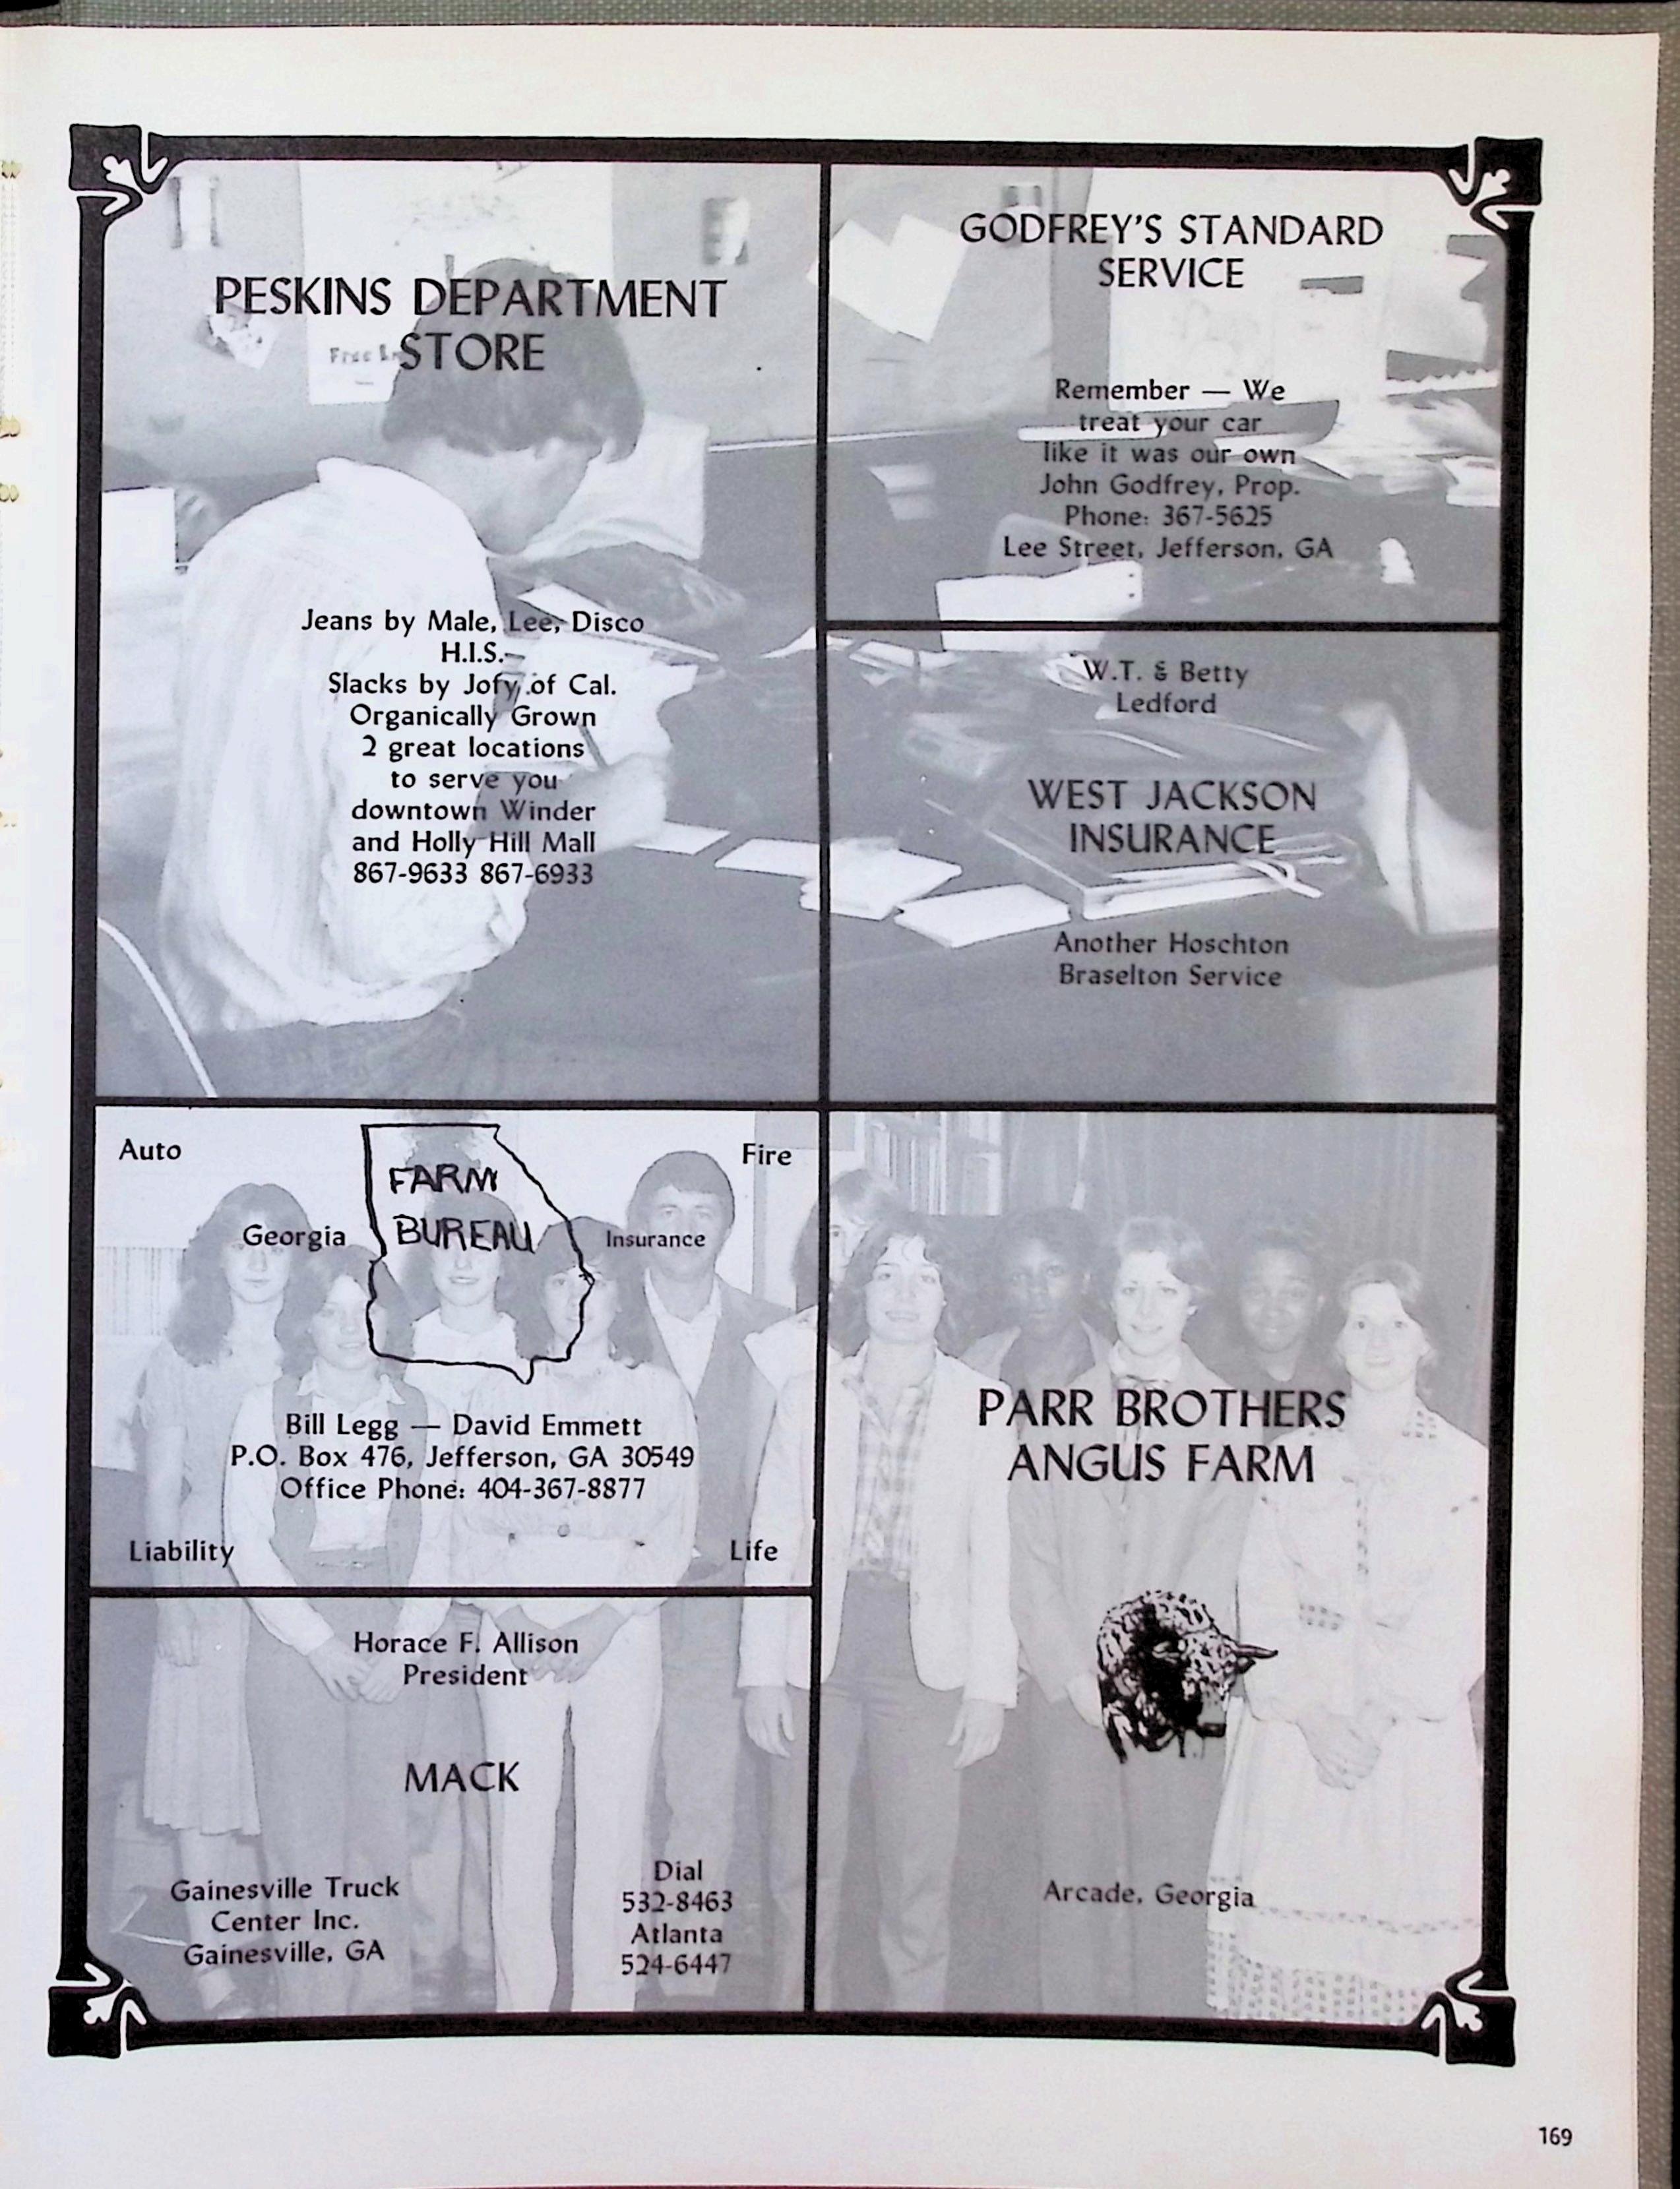 PESKINS DEPARTMENT
STORE
Jeans by Male, Lee, Disco
H.I.S.
Slacks by Jofy of Cal.
Organically Grown
2 great locations
to serve you
downtown Winder
and Holly Hill Mall
867-9633 867-6933
GODFREY'S STANDARD
SERVICE
Remember — We
treat your car
like it was our own
John Godfrey, Prop.
Phone: 367-5625
Lee Street, Jefferson, GA
W.T. & Betty
Ledford
WEST JACKSON
INSURANCE
Another Hoschton
Braselton Service
Auto
Fire
FARM
BUREAU
Georgia
Insurance
Bill Legg — David Emmett
P.O. Box 476, Jefferson, GA 30549
Office Phone: 404-367-8877
Liability
Life
Horace F. Allison
President
MACK
Gainesville Truck
Center Inc.
Gainesville, GA
Dial
532-8463
Atlanta
524-6447
PARR BROTHERS
ANGUS FARM
Arcade, Georgia
169